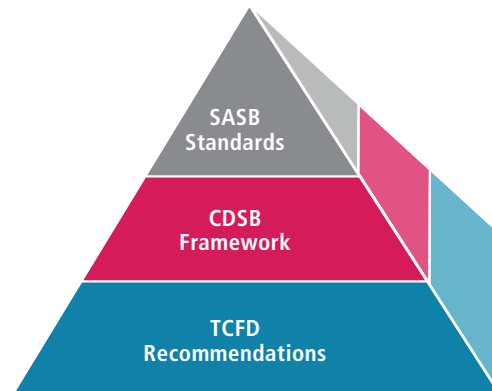 SASB
Standards
CDSB
Framework
TCFD
Recommendations